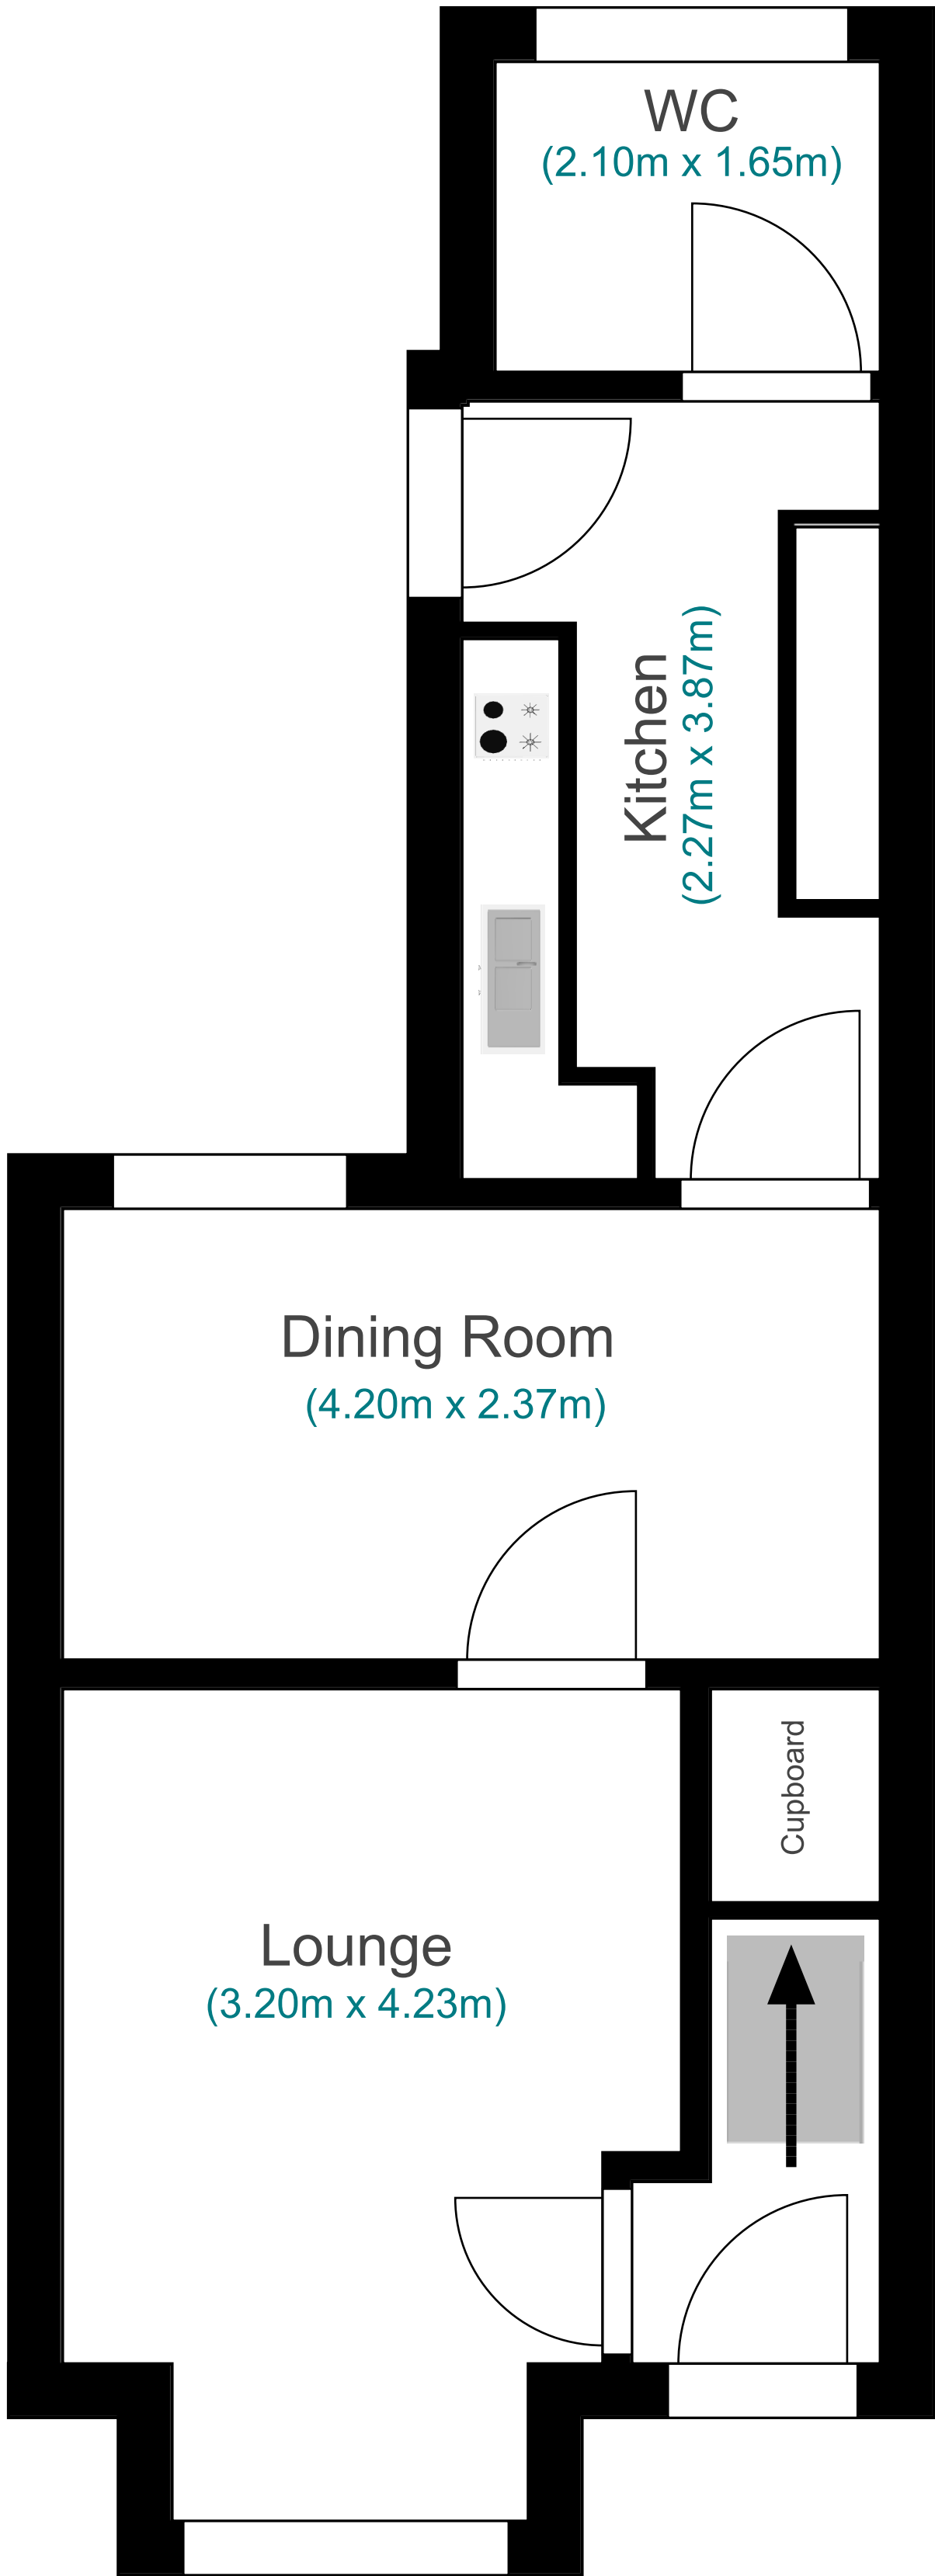 WC
(2.10m x 1.65m)
Kitchen
(2.27m x 3.87m)
Dining Room
(4.20m x 2.37m)
Cupboard
Lounge
(3.20m x 4.23m)